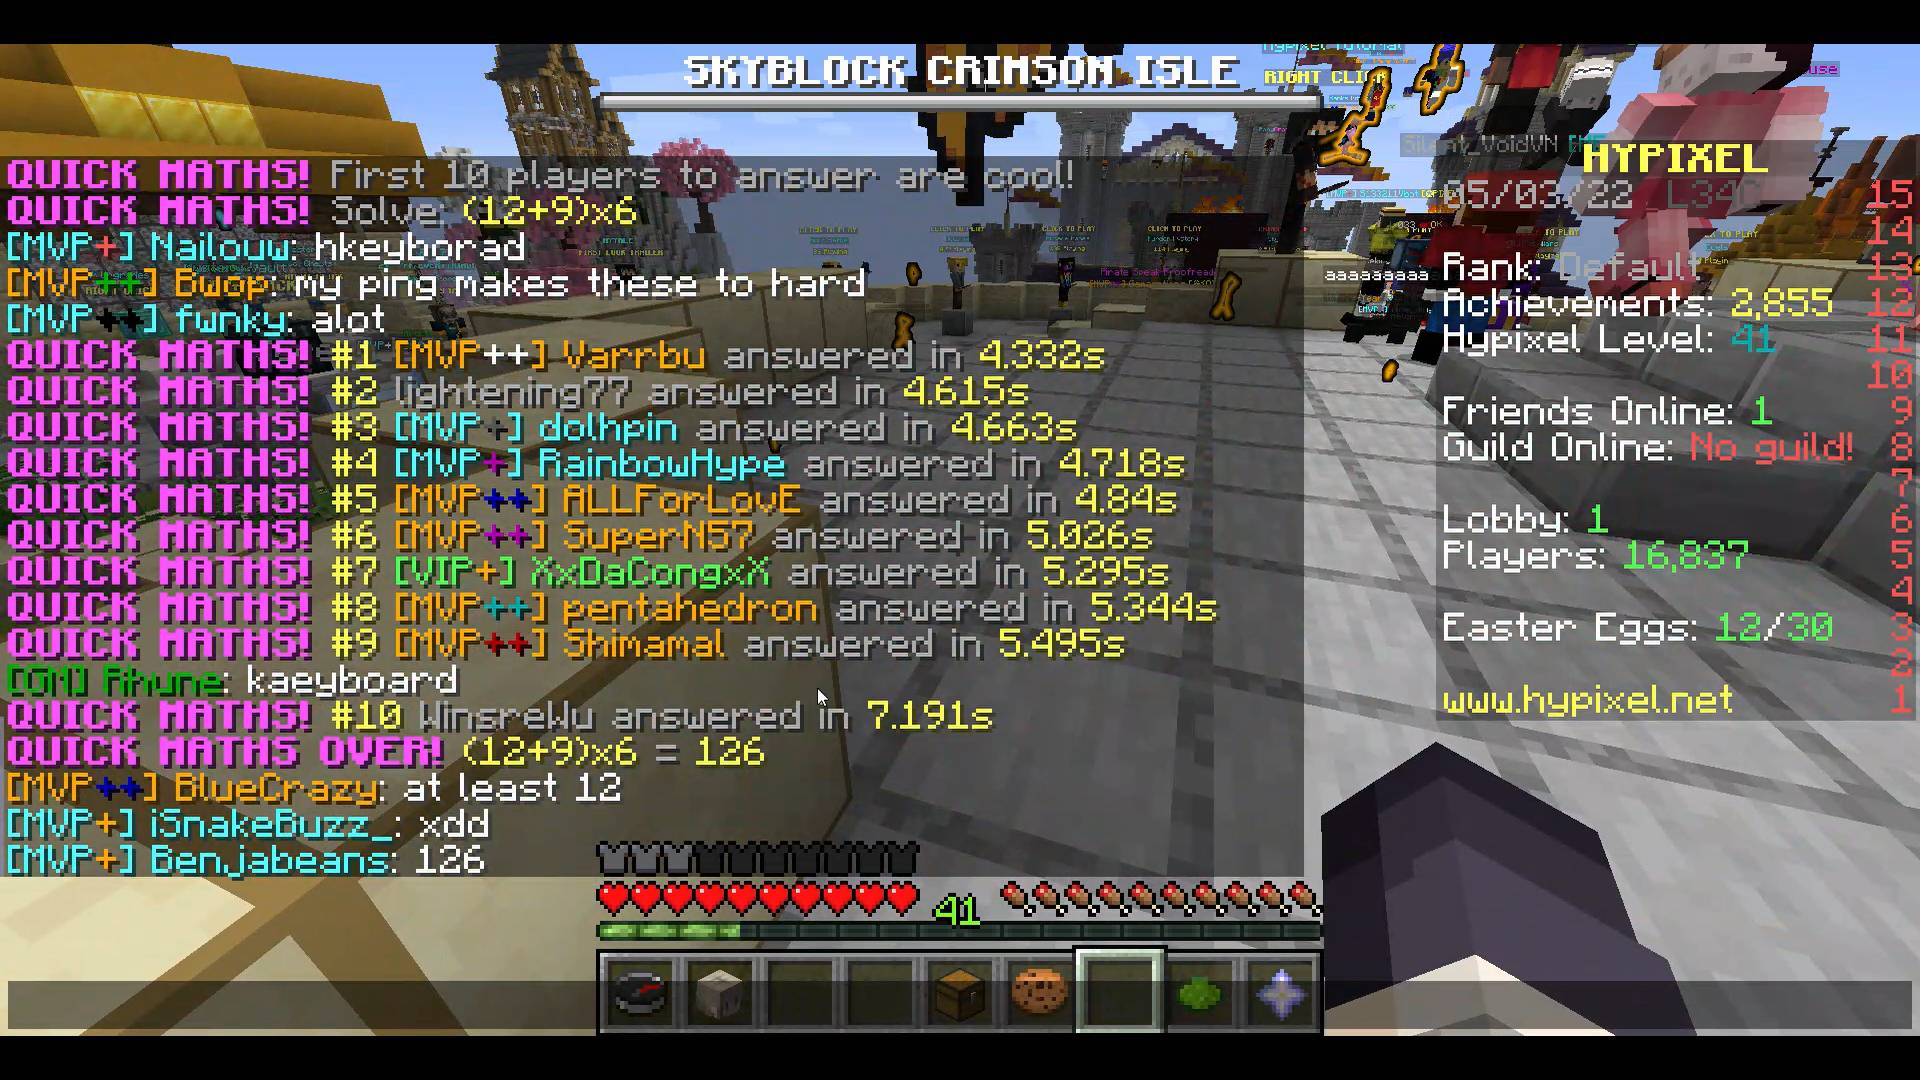 SKYBLOCK CRIMSON ISLE
RIGHT CLICK
QUICK MATHS! First 10 players to answer are cool!
QUICK MATHS! Solve: (12+9)x6
[MVP+] Nailouw: hkeyborad
[MVP++] Bwop: my ping makes these to hard
[MVP++] fwnky: alot
QUICK MATHS! #1 [MVP++] Varrbu answered in 4.332s
QUICK MATHS! #2 lightening77 answered in 4.615s
QUICK MATHS! #3 [MVP+] dolhpin answered in 4.663s
QUICK MATHS! #4 [MVP+] RainbowHype answered in 4.718s
QUICK MATHS! #5 [MVP++] ALLForLovE answered in 4.84s
QUICK MATHS! #6 [MVP++] SuperN57 answered in 5.026s
QUICK MATHS! #7 [VIP+] XxDaCongxX answered in 5.295s
QUICK MATHS! #8 [MVP++] pentahedron answered in 5.344s
QUICK MATHS! #9 [MVP++] Shimamal answered in 5.495s
[GM] Rhune: kaeyboard
QUICK MATHS! #10 WinsreWu answered in 7.191s
QUICK MATHS OVER! (12+9)x6 = 126
[MVP++] BlueCrazy: at least 12
[MVP+] iSnakeBuzz_: xdd
[MVP+] Benjabeans: 126
41
Silent_VoidVN
aaaaaaaaa
HYPIXEL
05/03/22 L34C 15
14
Rank: Default 13
Achievements: 2,855 12
Hypixel Level: 41 11
10
Friends Online: 1 9
Guild Online: No guild! 8
7
Lobby: 1 6
Players: 16,837 5
4
Easter Eggs: 12/30 3
2
www.hypixel.net 1